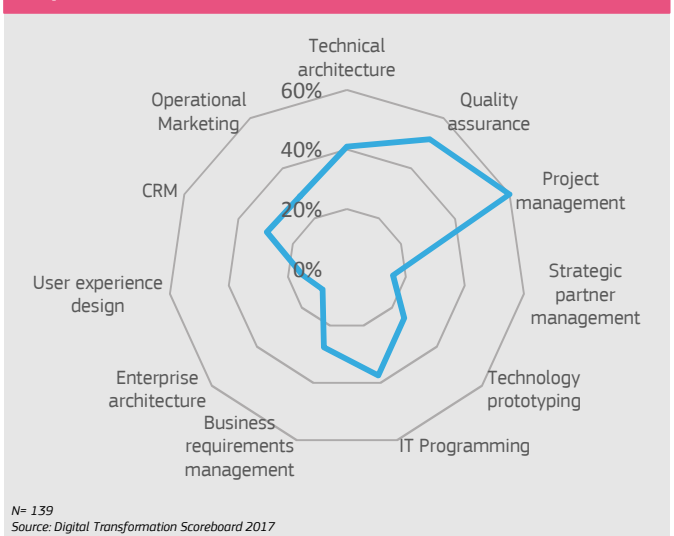 Technical
architecture
60%
Quality
assurance
Operational
Marketing
40%
CRM
Project
management
20%
0%
User experience
design
Strategic
partner
management
Enterprise
architecture
Technology
prototyping
Business
requirements
management
IT Programming
N= 139
Source: Digital Transformation Scoreboard 2017